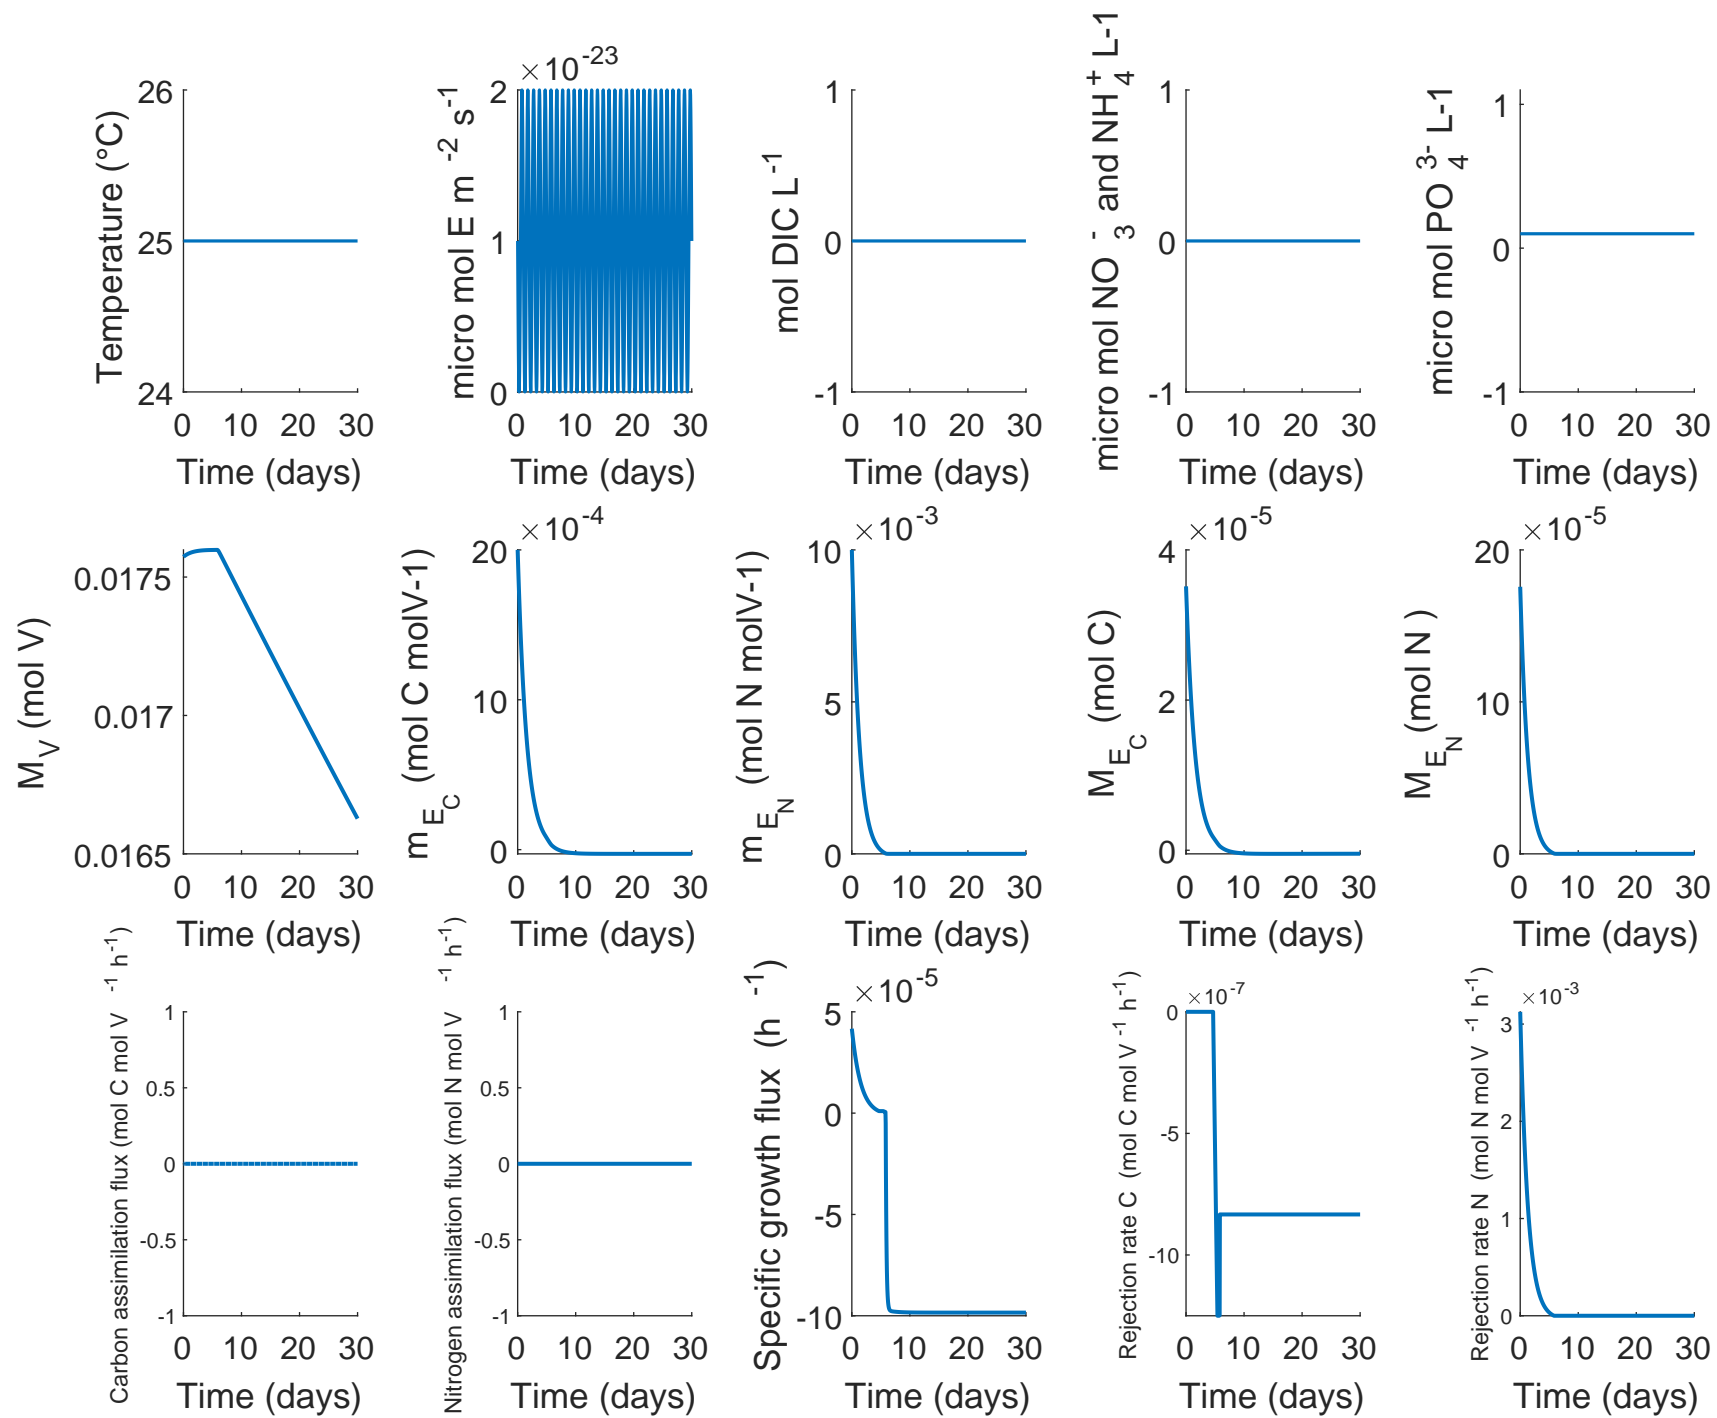 Temperature (°C)
26
25
24
0 10 20 30
Time (days)
micro mol E m -2 s-1
×10-23
2
1
0
0 10 20 30
Time (days)
mol DIC L-1
1
0
-1
0 10 20 30
Time (days)
micro mol NO3- and NH4+ L-1
1
0
-1
0 10 20 30
Time (days)
micro mol PO43- L-1
1
0
-1
0 10 20 30
Time (days)
MV (mol V)
0.0175
0.017
0.0165
0 10 20 30
Time (days)
mEC (mol C molV-1)
×10-4
20
10
0
0 10 20 30
Time (days)
mEN (mol N molV-1)
×10-3
10
5
0
0 10 20 30
Time (days)
MEC (mol C)
×10-5
4
2
0
0 10 20 30
Time (days)
MEN (mol N )
×10-5
20
10
0
0 10 20 30
Time (days)
Carbon assimilation flux (mol C mol V -1 h-1)
1
0.5
0
-0.5
-1
0 10 20 30
Time (days)
Nitrogen assimilation flux (mol N mol V -1 h-1)
1
0.5
0
-0.5
-1
0 10 20 30
Time (days)
Specific growth flux (h -1)
×10-5
5
0
-5
-10
0 10 20 30
Time (days)
Rejection rate C (mol C mol V -1 h-1)
×10-7
0
-5
-10
0 10 20 30
Time (days)
Rejection rate N (mol N mol V -1 h-1)
×10-3
3
2
1
0
0 10 20 30
Time (days)